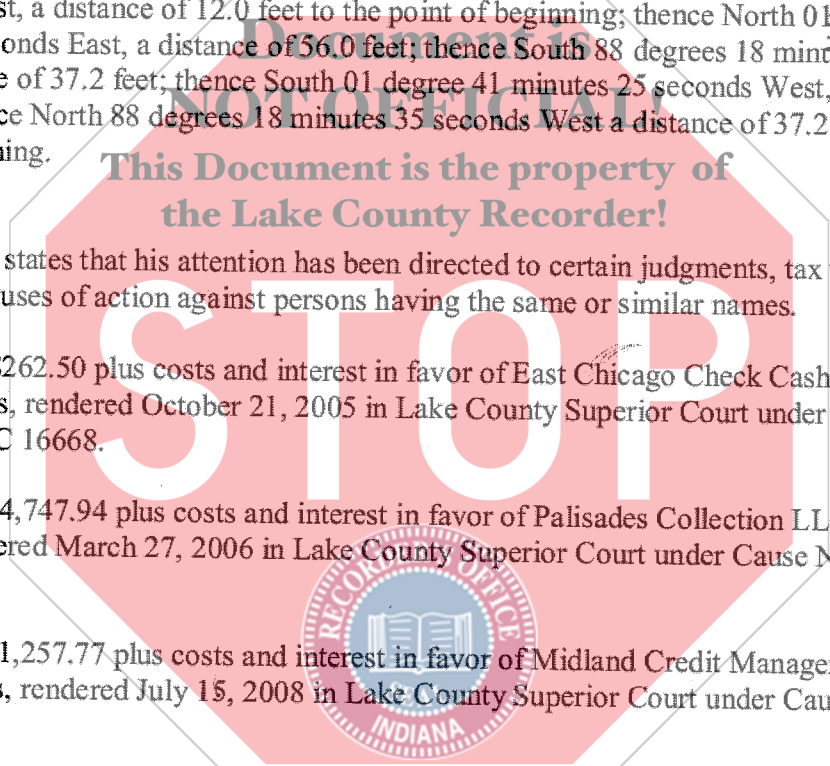 st, a distance of 12.0 feet to the point of beginning; thence North 01
onds East, a distance of 56.0 feet; thence South 88 degrees 18 minu
Document is
e of 37.2 feet; thence South 01 degree 41 minutes 25 seconds West,
NOT OFFICIAL!
ce North 88 degrees 18 minutes 35 seconds West a distance of 37.2
ning.
This Document is the property of
the Lake County Recorder!
states that his attention has been directed to certain judgments, tax
uses of action against persons having the same or similar names.
STOP
262.50 plus costs and interest in favor of East Chicago Check Cash
s, rendered October 21, 2005 in Lake County Superior Court under
C 16668.
4,747.94 plus costs and interest in favor of Palisades Collection LL
ered March 27, 2006 in Lake County Superior Court under Cause N
RECORDER'S OFFICE
1,257.77 plus costs and interest in favor of Midland Credit Manage
s, rendered July 15, 2008 in Lake County Superior Court under Cau
INDIANA